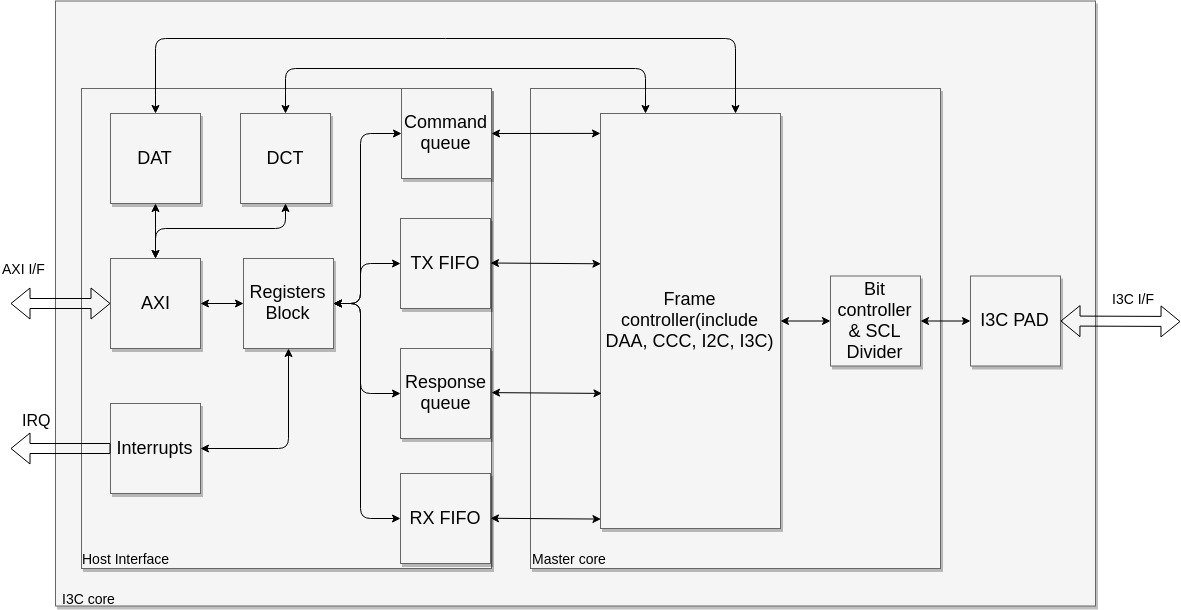 DAT
DCT
Command
queue
TX FIFO
AXI I/F
AXI
Registers
Block
Frame
controller(include
DAA, CCC, I2C, I3C)
Bit
controller
& SCL
Divider
I3C PAD
I3C I/F
Response
queue
IRQ
Interrupts
RX FIFO
Host Interface
Master core
I3C core